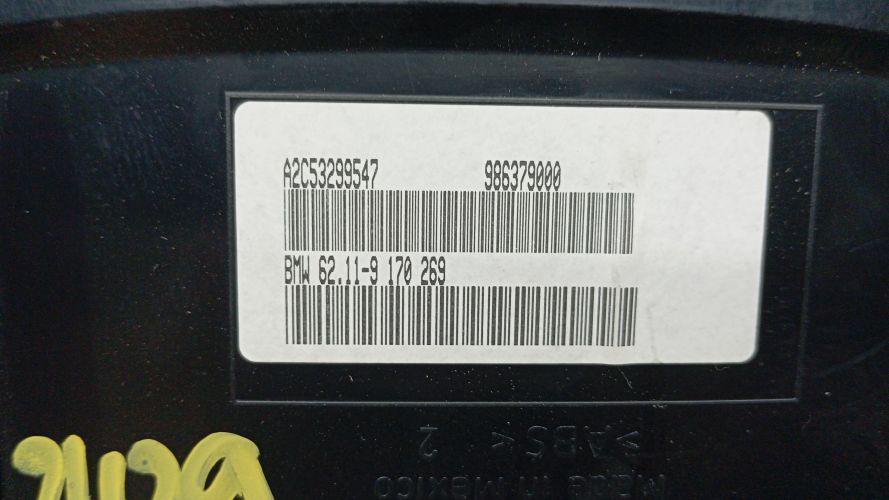 A2C53299547 986379000
BMW 62.11-9 170 269
>ABS< 2
Made in Mexico